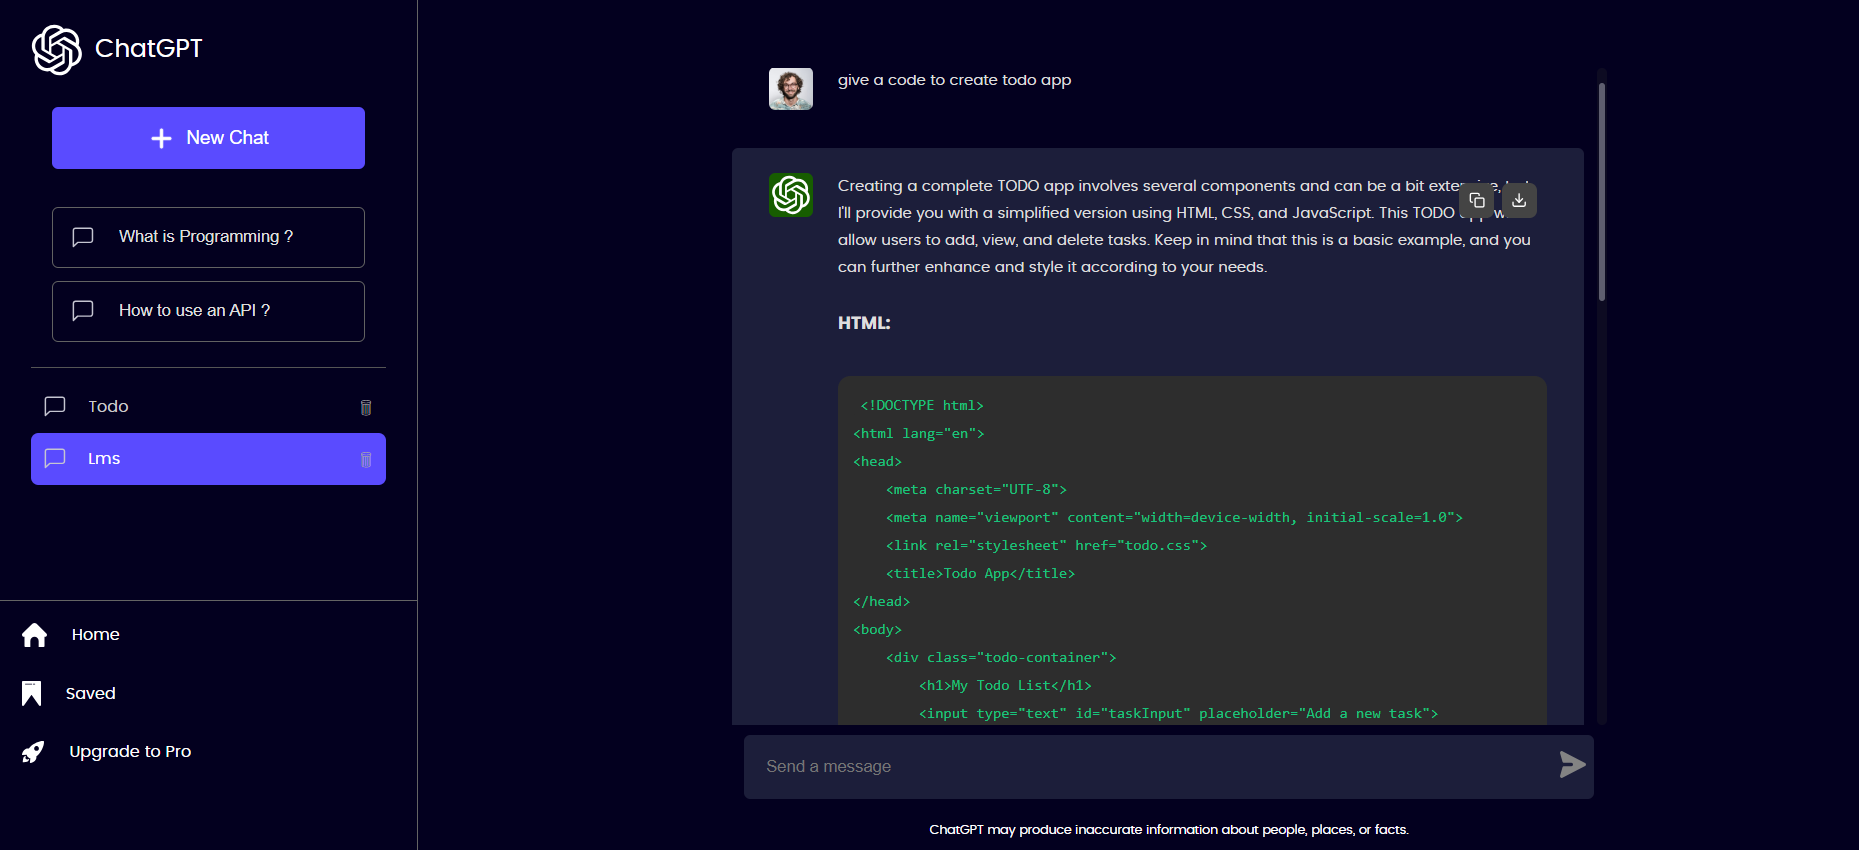 ChatGPT
New Chat
What is Programming ?
How to use an API ?
Todo
Lms
Home
Saved
Upgrade to Pro
give a code to create todo app
Creating a complete TODO app involves several components and can be a bit
I'll provide you with a simplified version using HTML, CSS, and JavaScript. This TODO
allow users to add, view, and delete tasks. Keep in mind that this is a basic example, and you
can further enhance and style it according to your needs.
HTML:
<!DOCTYPE html>
<html lang="en">
<head>
<meta charset="UTF-8">
<meta name="viewport" content="width=device-width, initial-scale=1.0">
<link rel="stylesheet" href="todo.css">
<title>Todo App</title>
</head>
<body>
<div class="todo-container">
<h1>My Todo List</h1>
<input type="text" id="taskInput" placeholder="Add a new task">
Send a message
ChatGPT may produce inaccurate information about people, places, or facts.